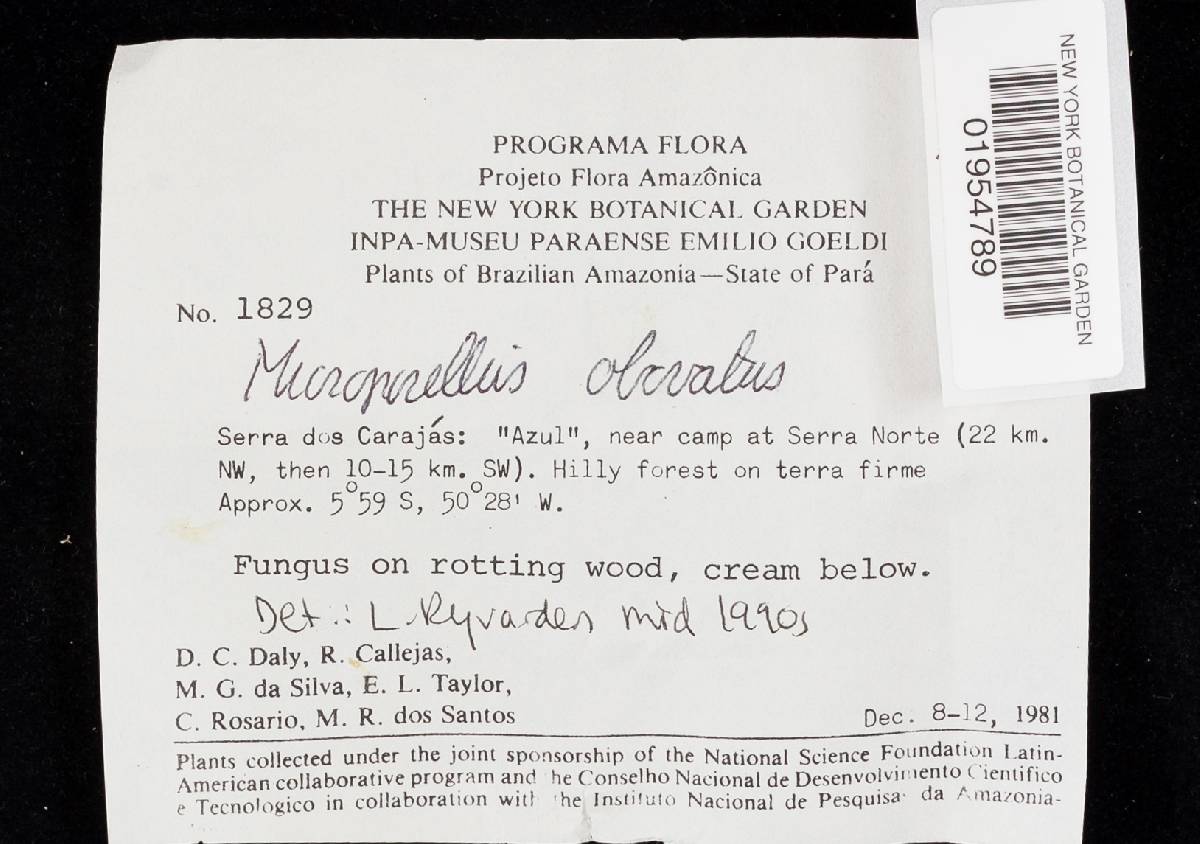 PROGRAMA FLORA
Projeto Flora Amazônica
THE NEW YORK BOTANICAL GARDEN
INPA-MUSEU PARAENSE EMILIO GOELDI
Plants of Brazilian Amazonia—State of Pará
No. 1829
Microporellus obovatus
Serra dos Carajás: "Azul", near camp at Serra Norte (22 km.
NW, then 10-15 km. SW). Hilly forest on terra firme
Approx. 5°59 S, 50°28' W.
Fungus on rotting wood, cream below.
Det.: L. Ryvarden mid 1990s
D. C. Daly, R. Callejas,
M. G. da Silva, E. L. Taylor,
C. Rosario, M. R. dos Santos
Dec. 8-12, 1981
Plants collected under the joint sponsorship of the National Science Foundation Latin-
American collaborative program and he Conselho Nacional de Desenvolvimento Cientifico
e Tecnologico in collaboration with he Instituto Nacional de Pesquisa da Amazonia-
NEW YORK BOTANICAL GARDEN
01954789